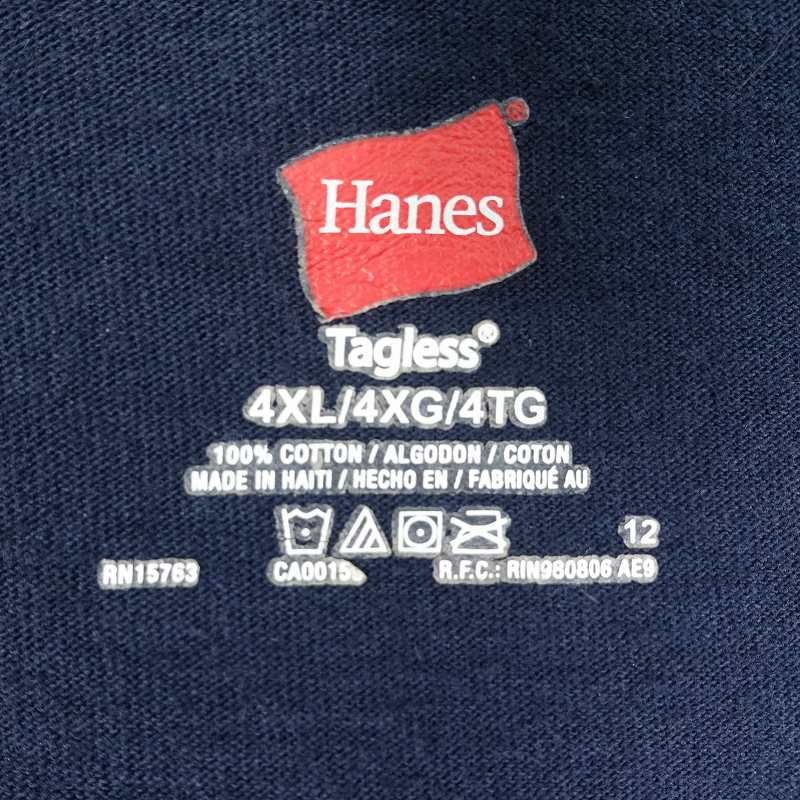 Hanes
Tagless®
4XL/4XG/4TG
100% COTTON / ALGODON / COTON
MADE IN HAITI / HECHO EN / FABRIQUÉ AU
12
RN15763 R.F.C.: RIN980806 AE9